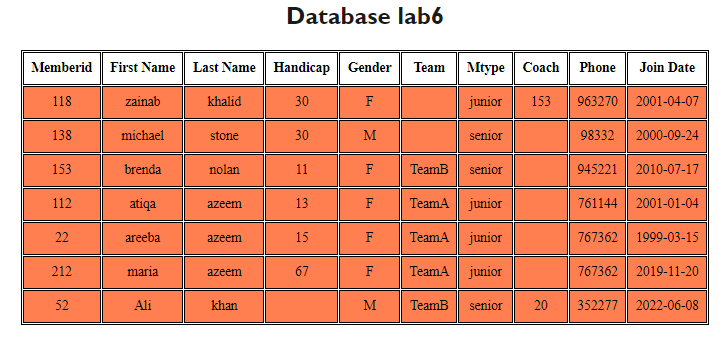 Database lab6
Memberid First Name Last Name Handicap Gender Team Mtype Coach Phone Join Date
118 zainab khalid 30 F junior 153 963270 2001-04-07
138 michael stone 30 M senior 98332 2000-09-24
153 brenda nolan 11 F TeamB senior 945221 2010-07-17
112 atiqa azeem 13 F TeamA junior 761144 2001-01-04
22 areeba azeem 15 F TeamA junior 767362 1999-03-15
212 maria azeem 67 F TeamA junior 767362 2019-11-20
52 Ali khan M TeamB senior 20 352277 2022-06-08